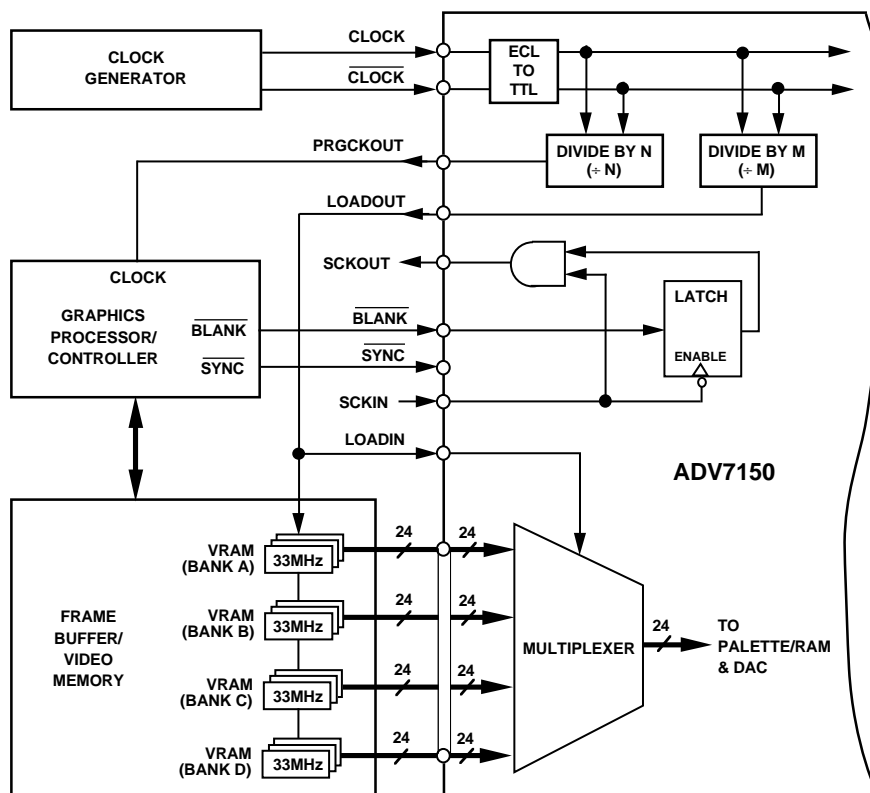 CLOCK
GENERATOR
CLOCK
CLOCK
ECL
TO
TTL
PRGCKOUT
DIVIDE BY N
(÷ N)
DIVIDE BY M
(÷ M)
LOADOUT
SCKOUT
CLOCK
GRAPHICS
PROCESSOR/
CONTROLLER
BLANK
SYNC
BLANK
SYNC
LATCH
ENABLE
SCKIN
LOADIN
ADV7150
FRAME
BUFFER/
VIDEO
MEMORY
VRAM
(BANK A)
33MHz
24
24
VRAM
(BANK B)
33MHz
24
24
VRAM
(BANK C)
33MHz
24
24
VRAM
(BANK D)
33MHz
24
24
MULTIPLEXER
24
TO
PALETTE/RAM
& DAC